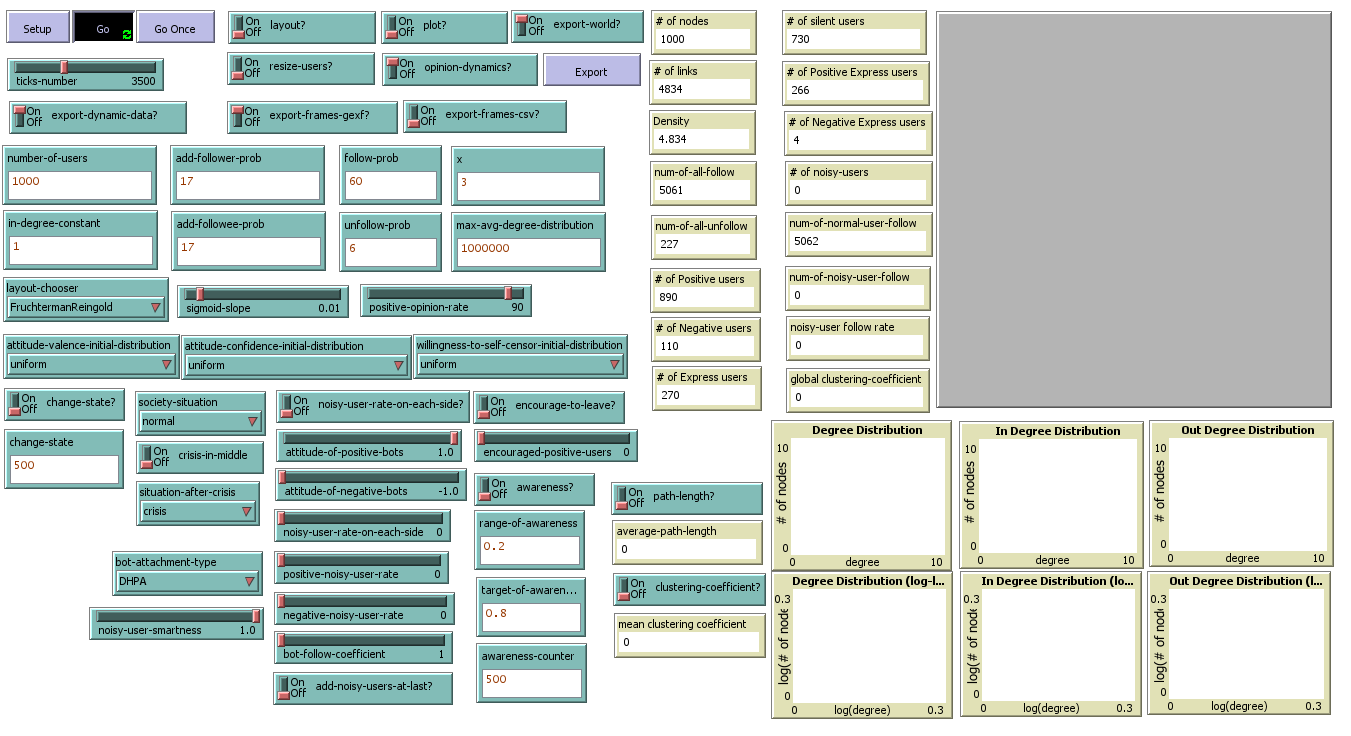 Setup
Go
Go Once
On
Off
layout?
On
Off
plot?
On
Off
export-world?
ticks-number 3500
On
Off
resize-users?
On
Off
opinion-dynamics?
Export
On
Off
export-dynamic-data?
On
Off
export-frames-gexf?
On
Off
export-frames-csv?
number-of-users
1000
add-follower-prob
17
follow-prob
60
x
3
in-degree-constant
1
add-followee-prob
17
unfollow-prob
6
max-avg-degree-distribution
1000000
layout-chooser
FruchtermanReingold
sigmoid-slope 0.01
positive-opinion-rate 90
attitude-valence-initial-distribution
uniform
attitude-confidence-initial-distribution
uniform
willingness-to-self-censor-initial-distribution
uniform
On
Off
change-state?
change-state
500
society-situation
normal
On
Off
crisis-in-middle
situation-after-crisis
crisis
bot-attachment-type
DHPA
noisy-user-smartness 1.0
On
Off
noisy-user-rate-on-each-side?
attitude-of-positive-bots 1.0
attitude-of-negative-bots -1.0
noisy-user-rate-on-each-side 0
positive-noisy-user-rate 0
negative-noisy-user-rate 0
bot-follow-coefficient 1
On
Off
add-noisy-users-at-last?
On
Off
encourage-to-leave?
encouraged-positive-users 0
On
Off
awareness?
range-of-awareness
0.2
target-of-awaren...
0.8
awareness-counter
500
On
Off
path-length?
average-path-length
0
On
Off
clustering-coefficient?
mean clustering coefficient
0
# of nodes
1000
# of links
4834
Density
4.834
num-of-all-follow
5061
num-of-all-unfollow
227
# of Positive users
890
# of Negative users
110
# of Express users
270
# of silent users
730
# of Positive Express users
266
# of Negative Express users
4
# of noisy-users
0
num-of-normal-user-follow
5062
num-of-noisy-user-follow
0
noisy-user follow rate
0
global clustering-coefficient
0
Degree Distribution
10
# of nodes
0
0 degree 10
In Degree Distribution
10
# of nodes
0
0 degree 10
Out Degree Distribution
10
# of nodes
0
0 degree 10
Degree Distribution (log-l...
0.3
log(# of node
0
0 log(degree) 0.3
In Degree Distribution (lo...
0.3
log(# of node
0
0 log(degree) 0.3
Out Degree Distribution (l...
0.3
log(# of node
0
0 log(degree) 0.3